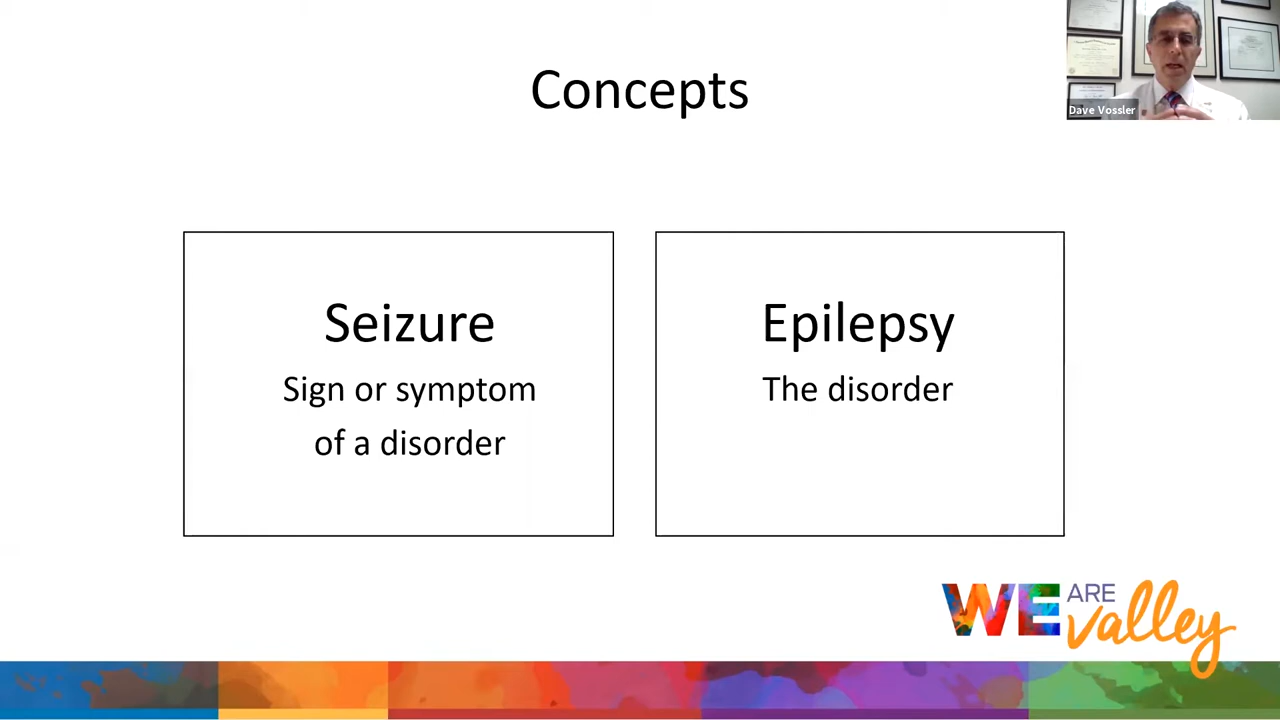 Concepts
Dave Vossler
Seizure
Sign or symptom
of a disorder
Epilepsy
The disorder
WE ARE
valley